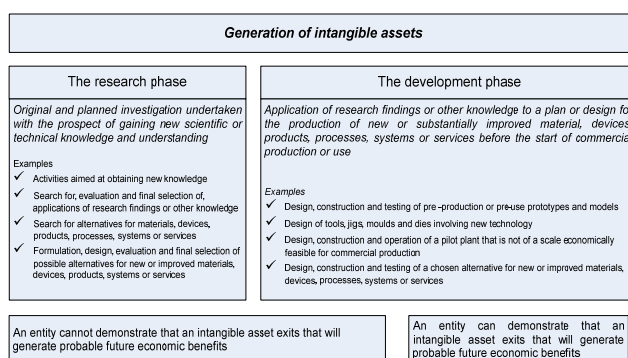 Generation of intangible assets
The research phase
Original and planned investigation undertaken
with the prospect of gaining new scientific or
technical knowledge and understanding
Examples
✓ Activities aimed at obtaining new knowledge
✓ Search for, evaluation and final selection of,
applications of research findings or other knowledge
✓ Search for alternatives for materials, devices,
products, processes, systems or services
✓ Formulation, design, evaluation and final selection of
possible alternatives for new or improved materials,
devices, products, systems or services
The development phase
Application of research findings or other knowledge to a plan or design fo
the production of new or substantially improved material, devices
products, processes, systems or services before the start of commercia
production or use
Examples
✓ Design, construction and testing of pre -production or pre-use prototypes and models
✓ Design of tools, jigs, moulds and dies involving new technology
✓ Design, construction and operation of a pilot plant that is not of a scale economically
feasible for commercial production
✓ Design, construction and testing of a chosen alternative for new or improved materials,
devices, processes, systems or services
An entity cannot demonstrate that an intangible asset exits that will
generate probable future economic benefits
An entity can demonstrate that an
intangible asset exits that will generate
probable future economic benefits